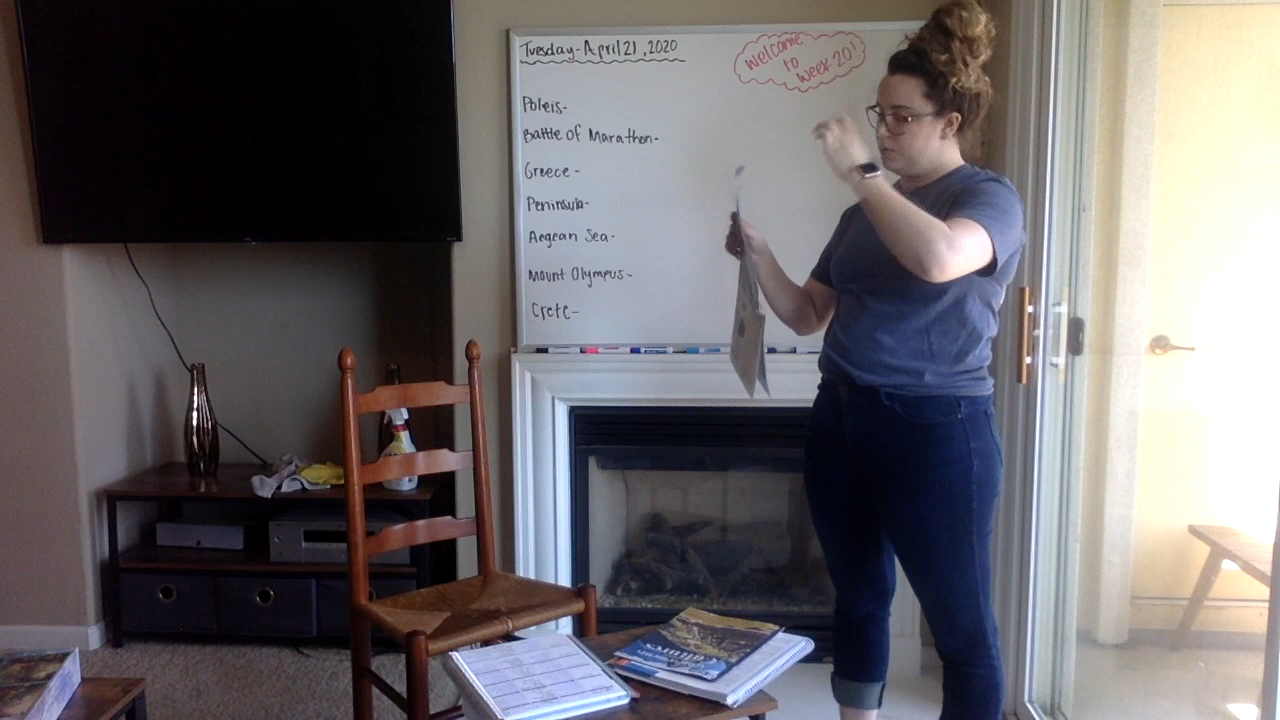 Tuesday-April 21, 2020
Welcome
to
week 20!
Poleis-
Battle of Marathon-
Greece-
Peninsula-
Aegean Sea-
Mount Olympus-
Crete-